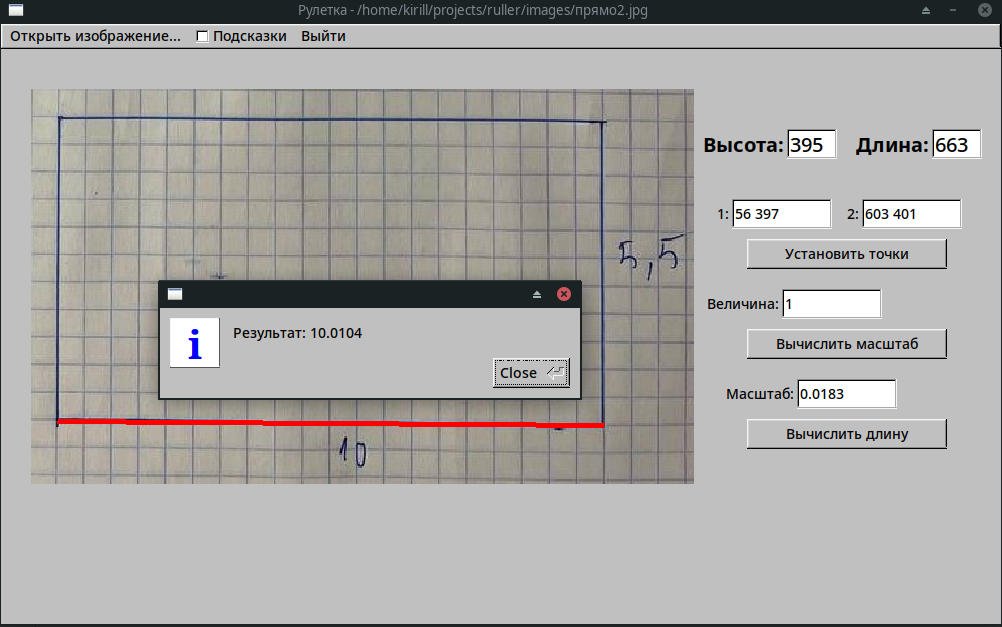 Рулетка - /home/kirill/projects/ruller/images/прямо2.jpg
Открыть изображение... Подсказки Выйти
Высота: 395 Длина: 663
1: 56 397 2: 603 401
Установить точки
5,5
Величина: 1
Результат: 10.0104
Вычислить масштаб
Close
Масштаб: 0.0183
Вычислить длину
10